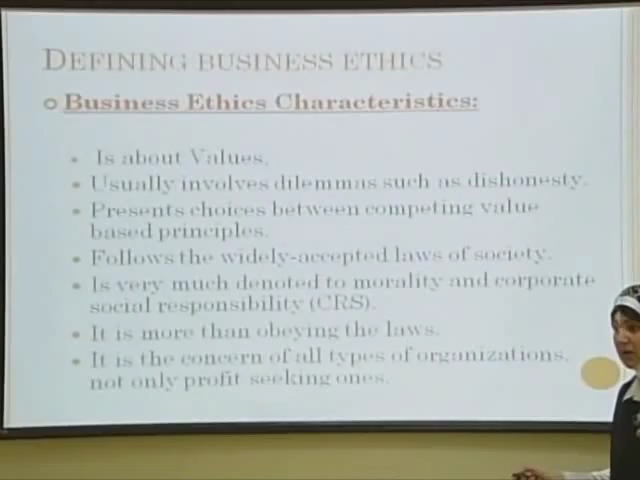 DEFINING BUSINESS ETHICS
Business Ethics Characteristics:
Is about Values.
Usually involves dilemmas such as dishonesty.
Presents choices between competing value
based principles.
Follows the widely-accepted laws of society.
Is very much denoted to morality and corporate
social responsibility (CRS).
It is more than obeying the laws.
It is the concern of all types of organizations,
not only profit seeking ones.